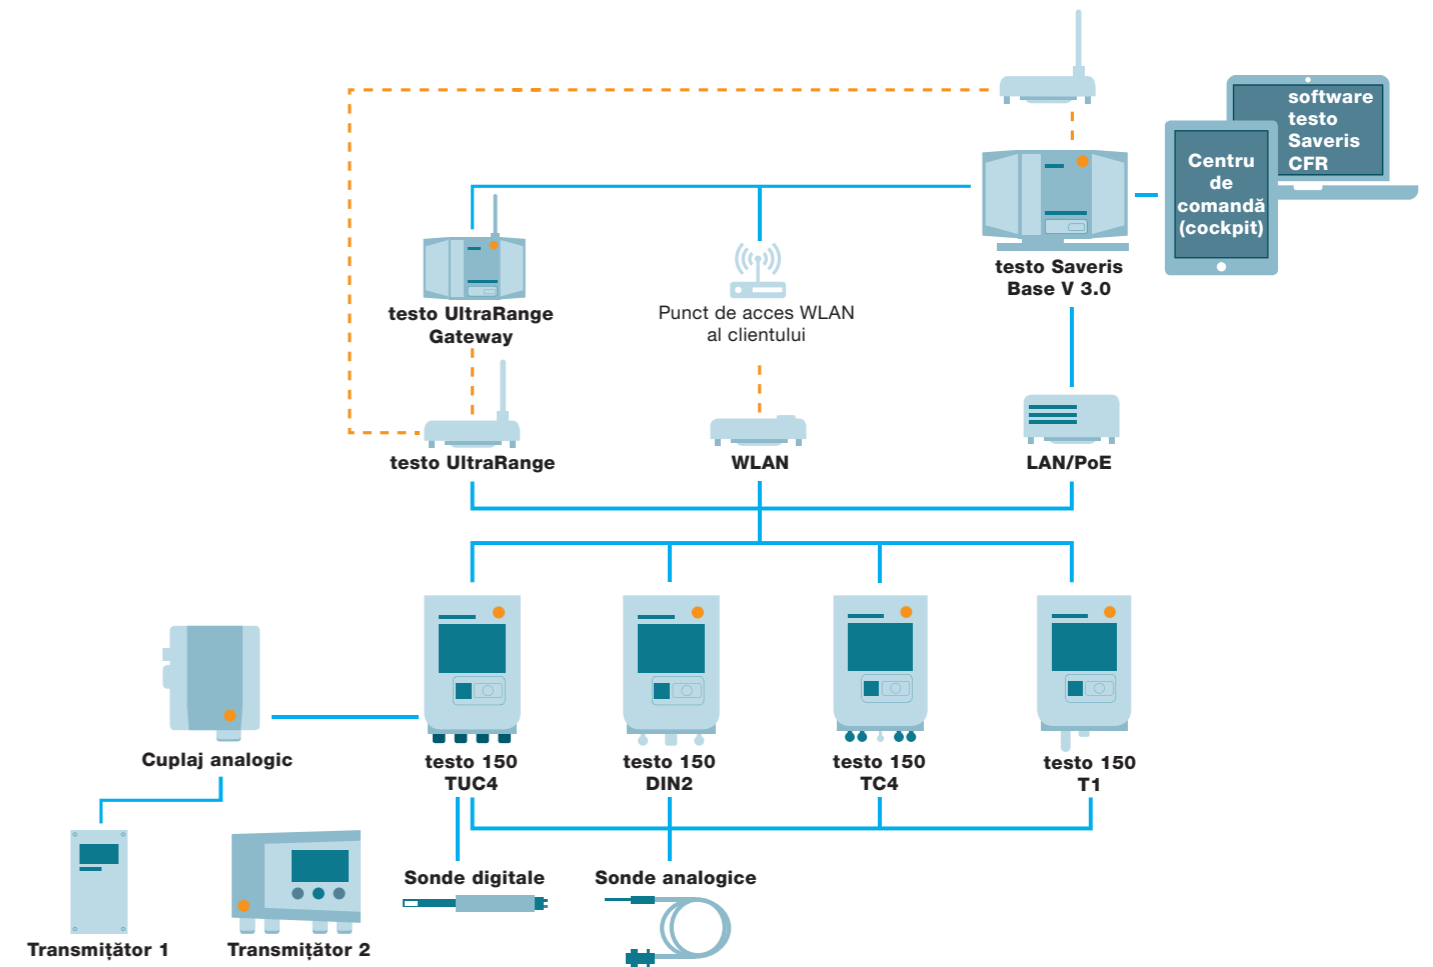 software
testo
Saveris
CFR
Centru
de
comandă
(cockpit)
testo Saveris
Base V 3.0
testo UltraRange
Gateway
Punct de acces WLAN
al clientului
testo UltraRange
WLAN
LAN/PoE
Cuplaj analogic
testo 150
TUC4
testo 150
DIN2
testo 150
TC4
testo 150
T1
Sonde digitale
Sonde analogice
Transmițător 1
Transmițător 2